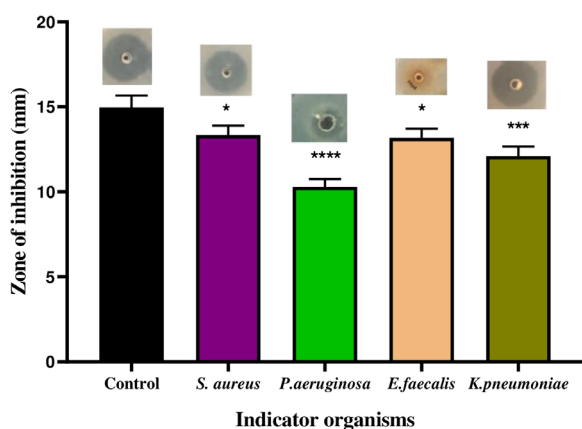 20
15
10
5
0
Zone of inhibition (mm)
*
****
*
***
Control
S. aureus
P.aeruginosa
E.faecalis
K.pneumoniae
Indicator organisms